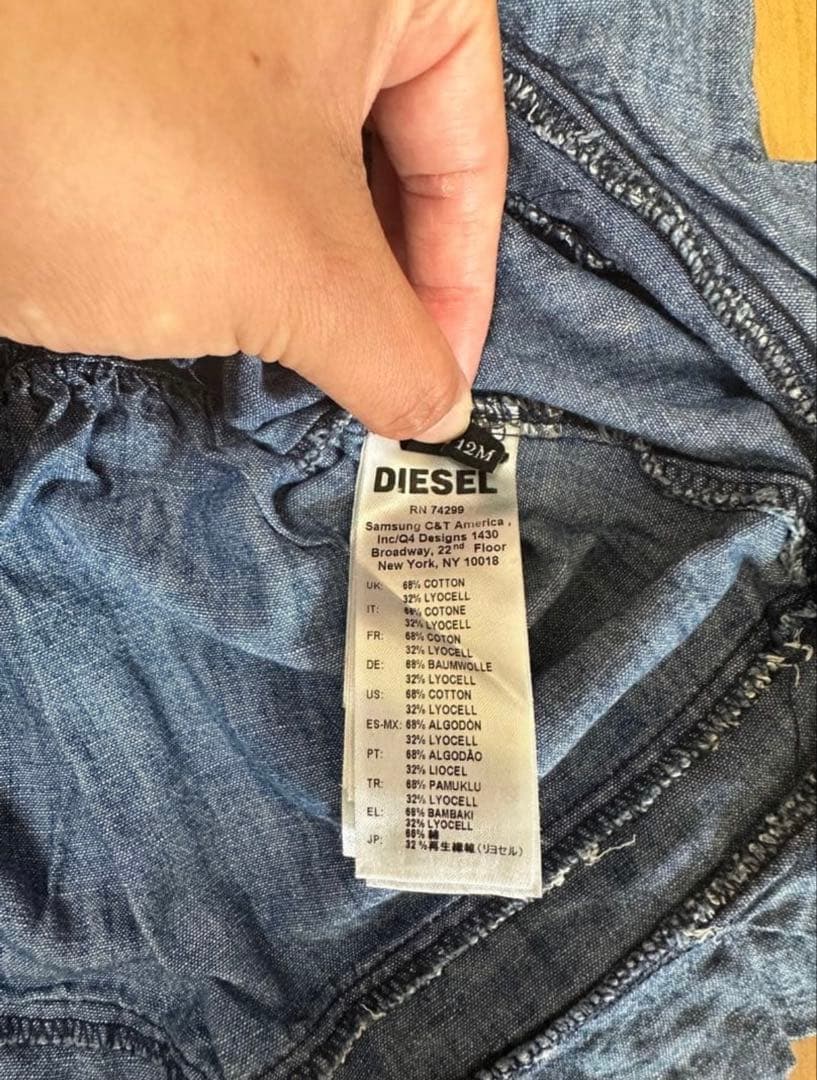 12M
DIESEL
RN 74299
Samsung C&T America ,
Inc/Q4 Designs 1430
Broadway, 22nd Floor
New York, NY 10018
UK: 68% COTTON
32% LYOCELL
IT: 68% COTONE
32% LYOCELL
FR: 68% COTON
32% LYOCELL
DE: 68% BAUMWOLLE
32% LYOCELL
US: 68% COTTON
32% LYOCELL
ES-MX: 68% ALGODÓN
32% LYOCELL
PT: 68% ALGODÃO
32% LIOCEL
TR: 68% PAMUKLU
32% LYOCELL
EL: 68% BAMBAKI
32% LYOCELL
JP: 68% 綿
32%再生繊維(リヨセル)